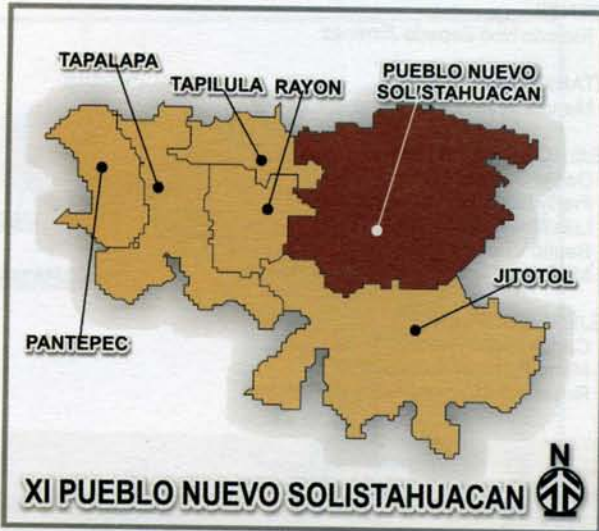 TAPALAPA
TAPILULA
RAYON
PUEBLO NUEVO
SOLISTAHUACAN
JITOTOL
PANTEPEC
XI PUEBLO NUEVO SOLISTAHUACAN
N